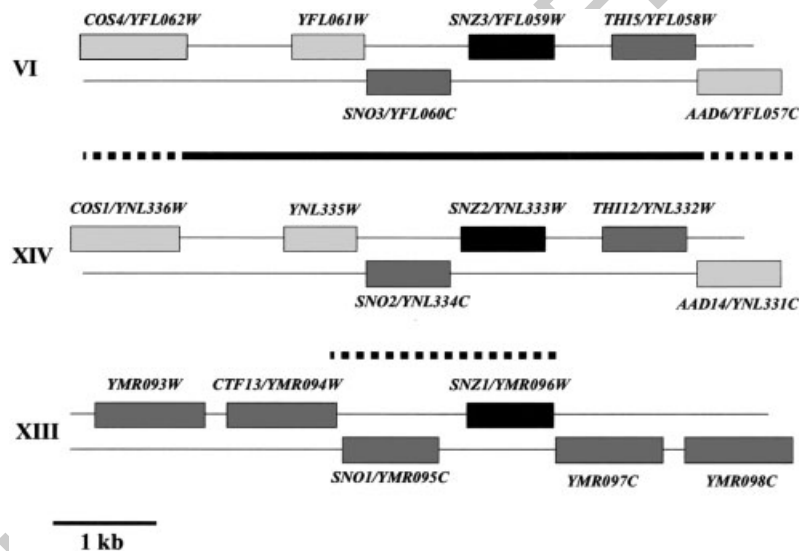 COS4/YFL062W YFL061W SNZ3/YFL059W THI5/YFL058W
VI
SNO3/YFL060C AAD6/YFL057C
COS1/YNL336W YNL335W SNZ2/YNL333W THI12/YNL332W
XIV
SNO2/YNL334C AAD14/YNL331C
YMR093W CTF13/YMR094W SNZ1/YMR096W
XIII
SNO1/YMR095C YMR097C YMR098C
1 kb